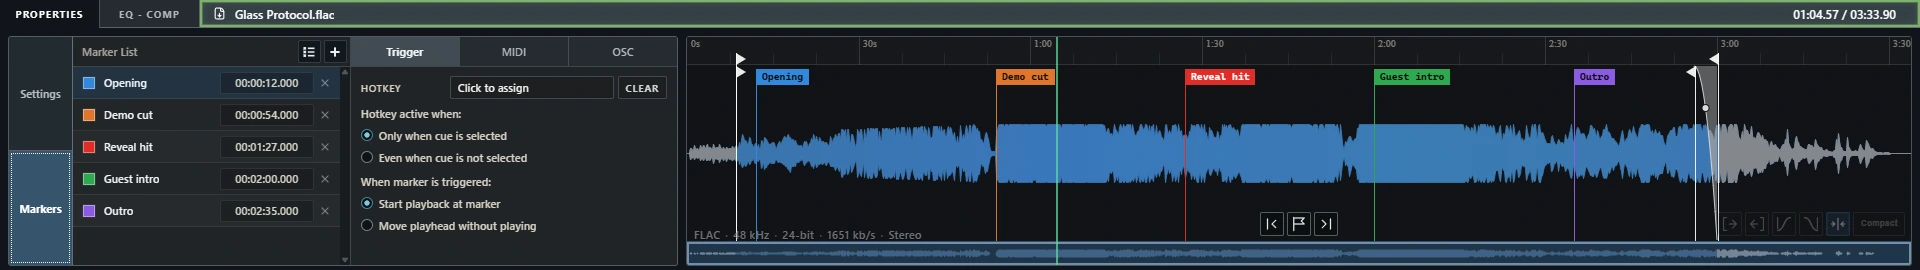 PROPERTIES
EQ - COMP
Glass Protocol.flac
01:04.57 / 03:33.90
Settings
Markers
Marker List
Opening 00:00:12.000
Demo cut 00:00:54.000
Reveal hit 00:01:27.000
Guest intro 00:02:00.000
Outro 00:02:35.000
Trigger MIDI OSC
HOTKEY Click to assign CLEAR
Hotkey active when:
Only when cue is selected
Even when cue is not selected
When marker is triggered:
Start playback at marker
Move playhead without playing
0s 30s 1:00 1:30 2:00 2:30 3:00 3:30
Opening Demo cut Reveal hit Guest intro Outro
Compact
FLAC · 48 kHz · 24-bit · 1651 kb/s · Stereo